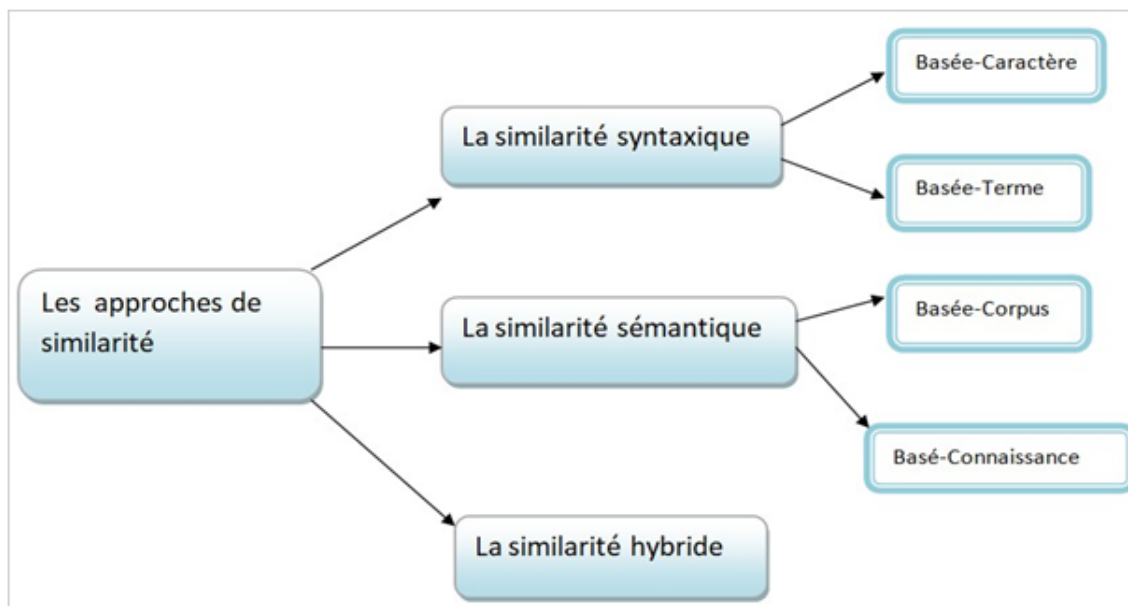 Les approches de
similarité
La similarité syntaxique
Basée-Caractère
Basée-Terme
La similarité sémantique
Basée-Corpus
Basé-Connaissance
La similarité hybride